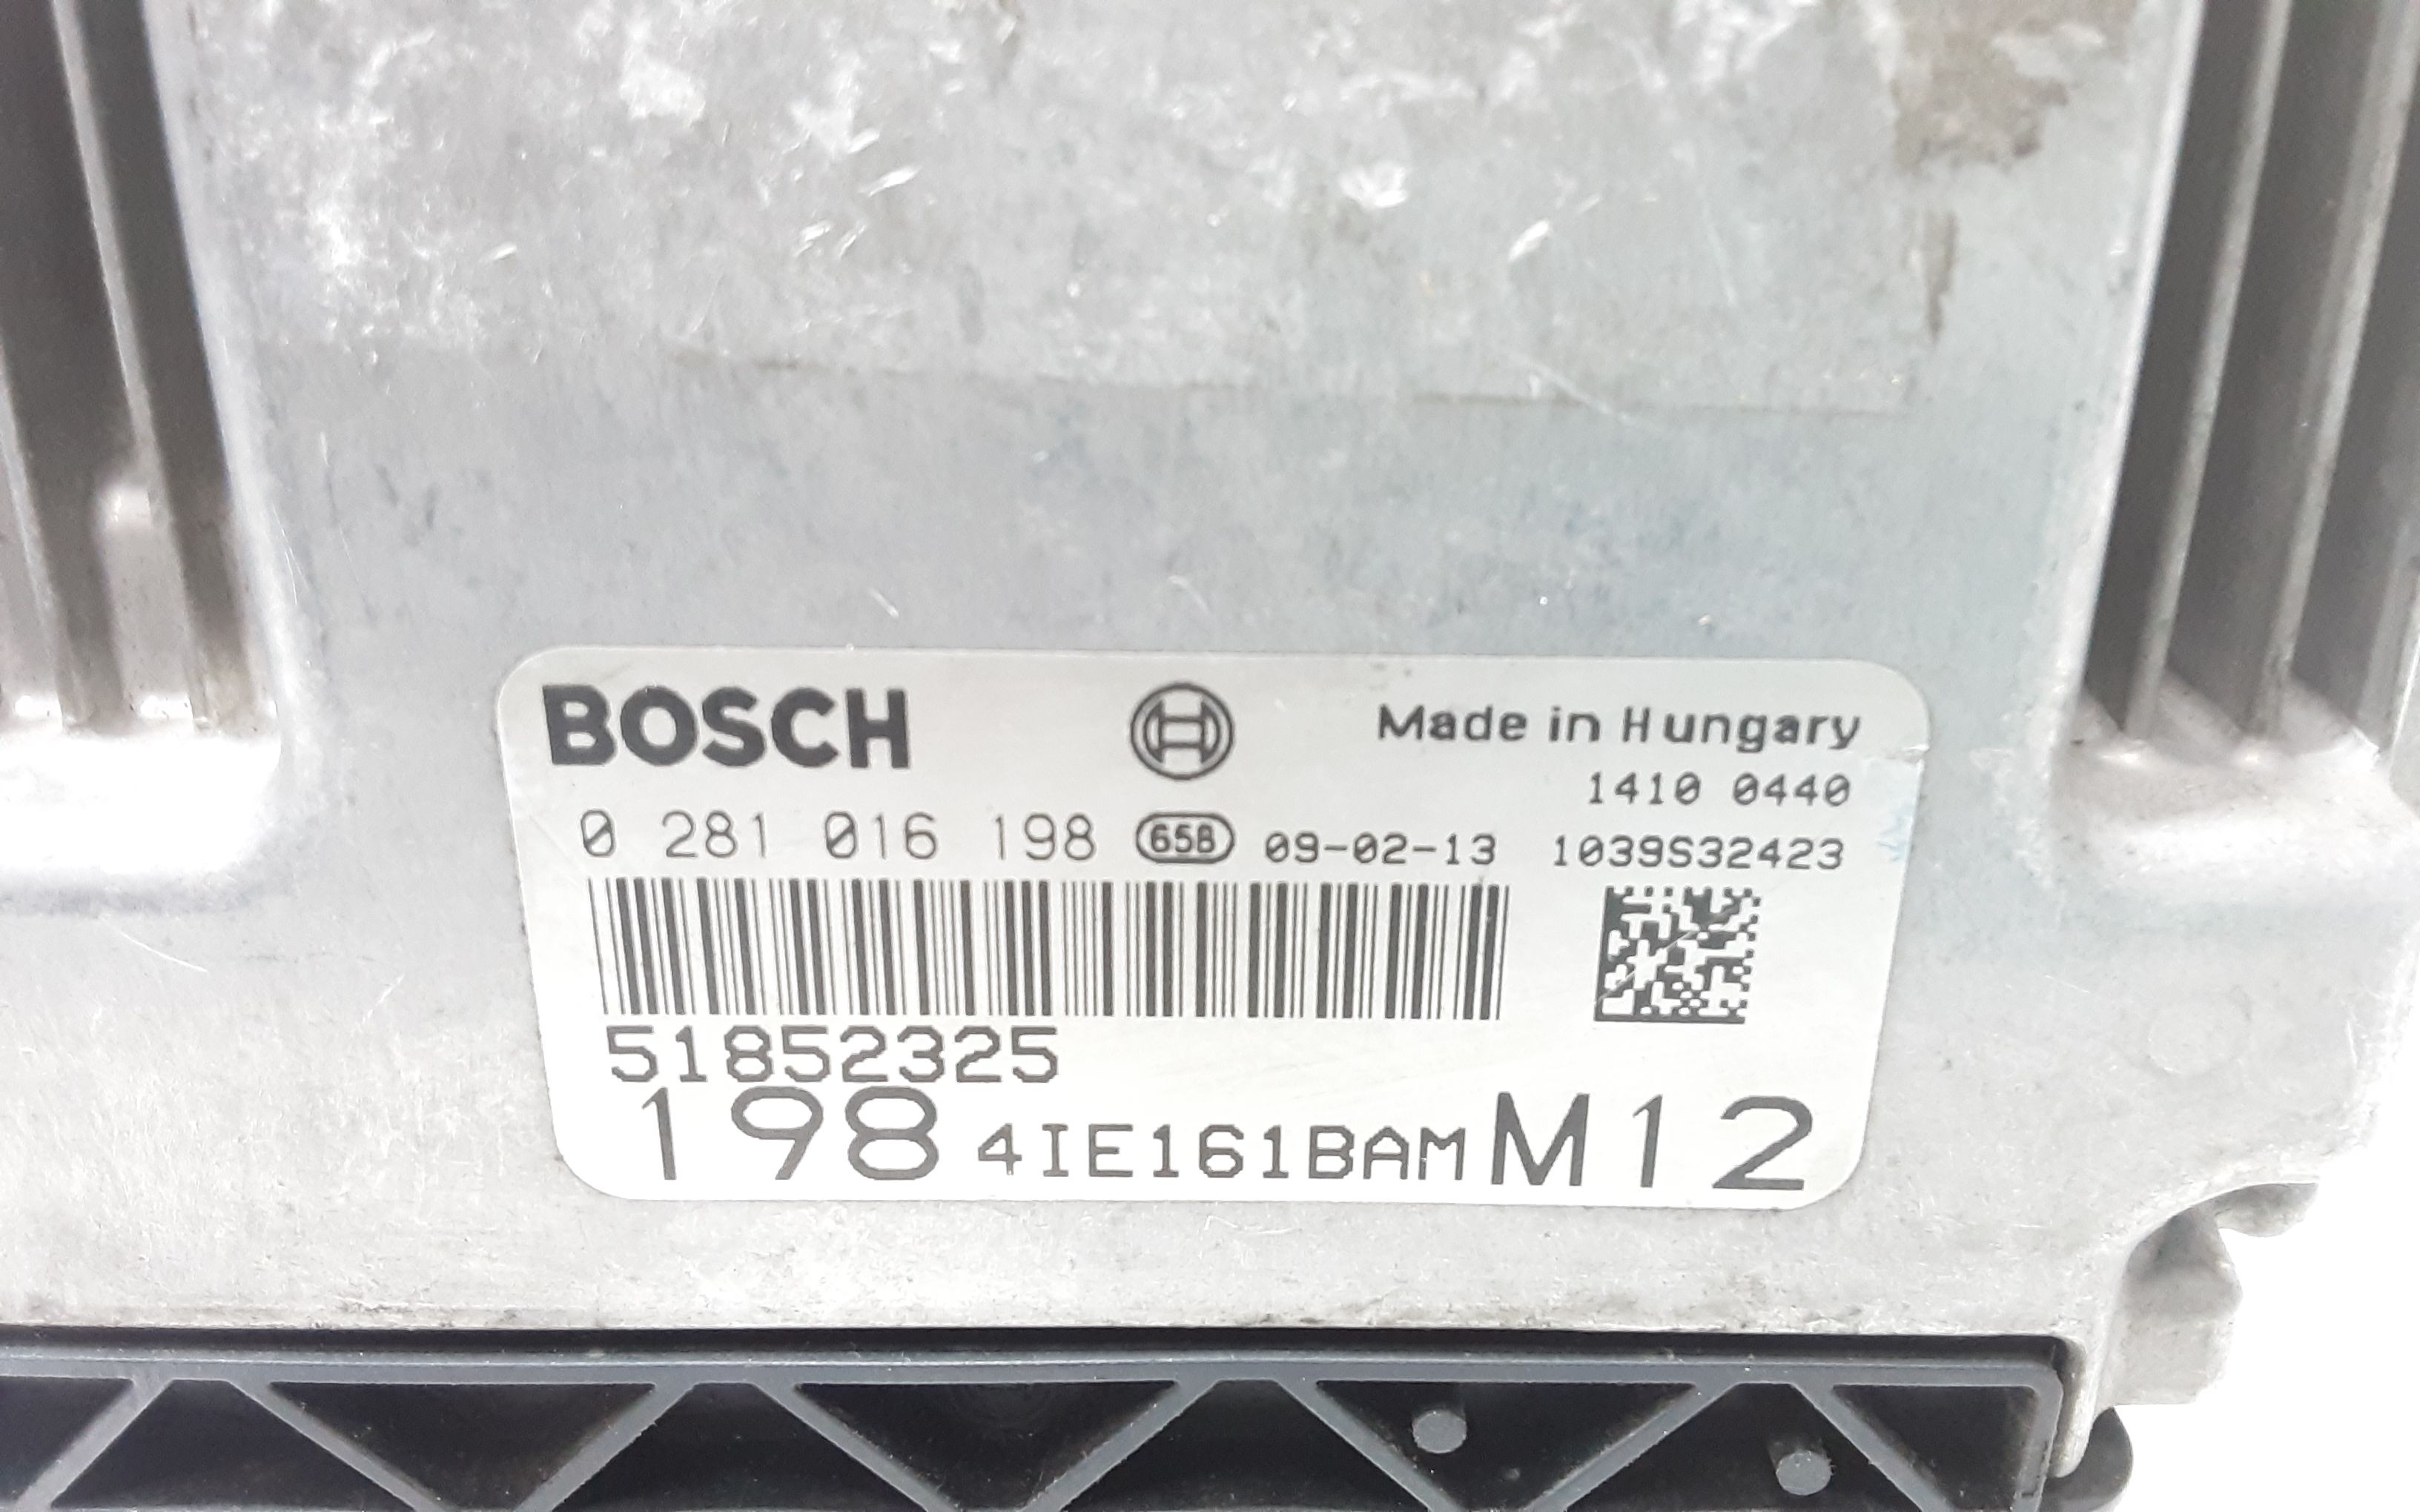 BOSCH Made in Hungary
1410 0440
0 281 016 198 658 09-02-13 1039S32423
51852325
198 4IE161BAM M12